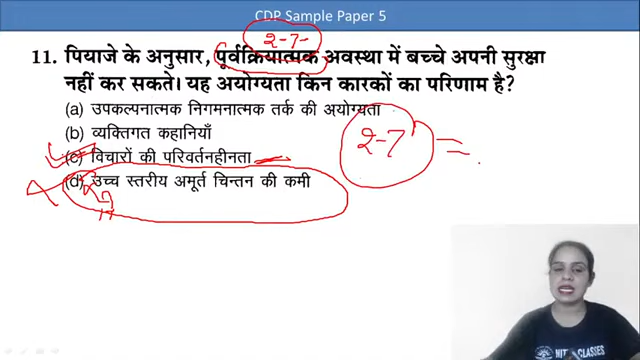 CDP Sample Paper 5
2-7-
11. पियाजे के अनुसार, पूर्वक्रियात्मक अवस्था में बच्चे अपनी सुरक्षा
नहीं कर सकते। यह अयोग्यता किन कारकों का परिणाम है?
(a) उपकल्पनात्मक निगमनात्मक तर्क की अयोग्यता
(b) व्यक्तिगत कहानियाँ
(c) विचारों की परिवर्तनहीनता
(d) उच्च स्तरीय अमूर्त चिन्तन की कमी
2-7
=
CLASSES